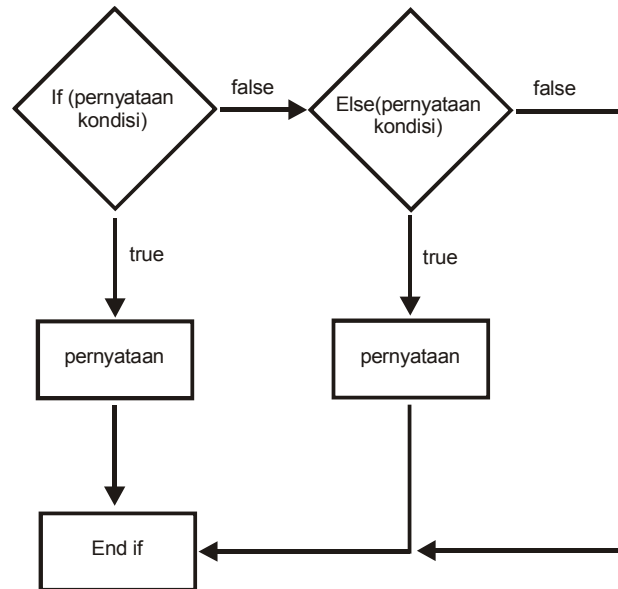 If (pernyataan
kondisi)
false
Else(pernyataan
kondisi)
false
true
true
pernyataan
pernyataan
End if